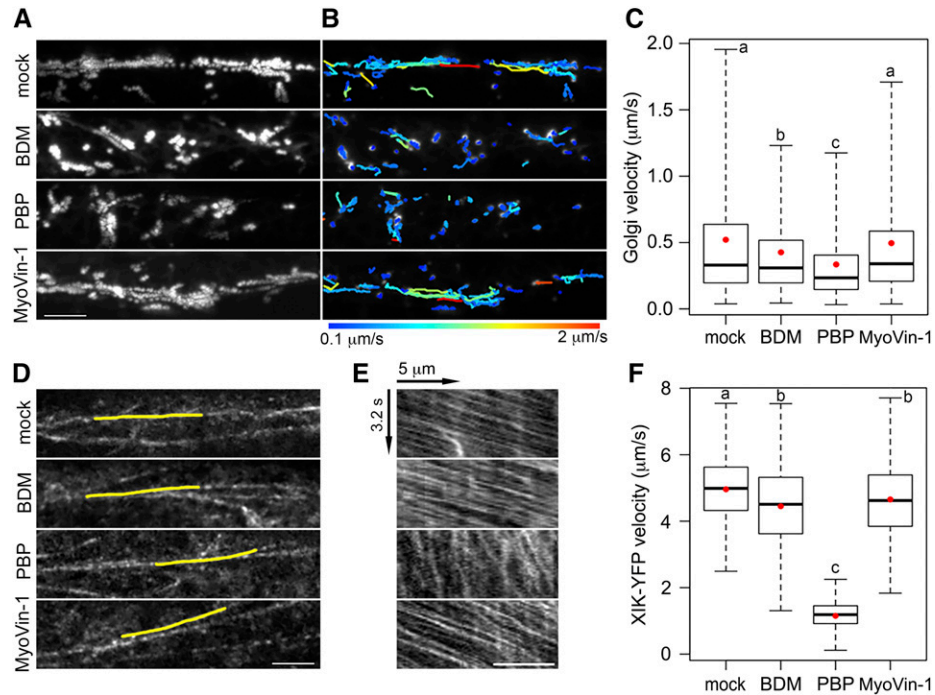 A
mock
BDM
PBP
MyoVin-1
B
0.1 µm/s
2 µm/s
C
Golgi velocity (µm/s)
2.0
1.5
1.0
0.5
0.0
a
b
c
a
mock
BDM
PBP
MyoVin-1
D
mock
BDM
PBP
MyoVin-1
E
5 µm
3.2 s
F
XIK-YFP velocity (µm/s)
8
6
4
2
0
a
b
c
b
mock
BDM
PBP
MyoVin-1